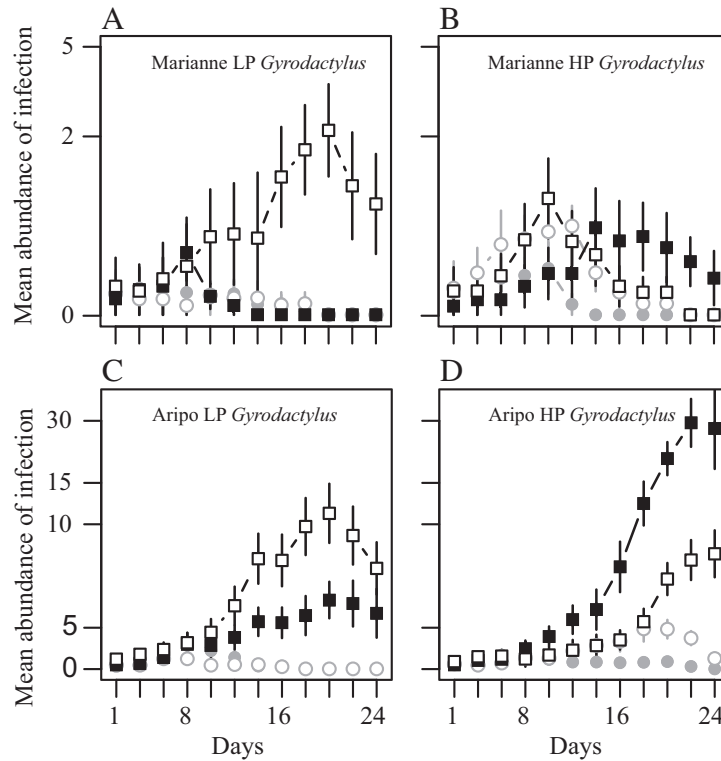 A
B
Mean abundance of infection
5
2
0
Marianne LP Gyrodactylus
Marianne HP Gyrodactylus
C
D
Mean abundance of infection
30
15
10
5
0
Aripo LP Gyrodactylus
Aripo HP Gyrodactylus
1 8 16 24
1 8 16 24
Days
Days